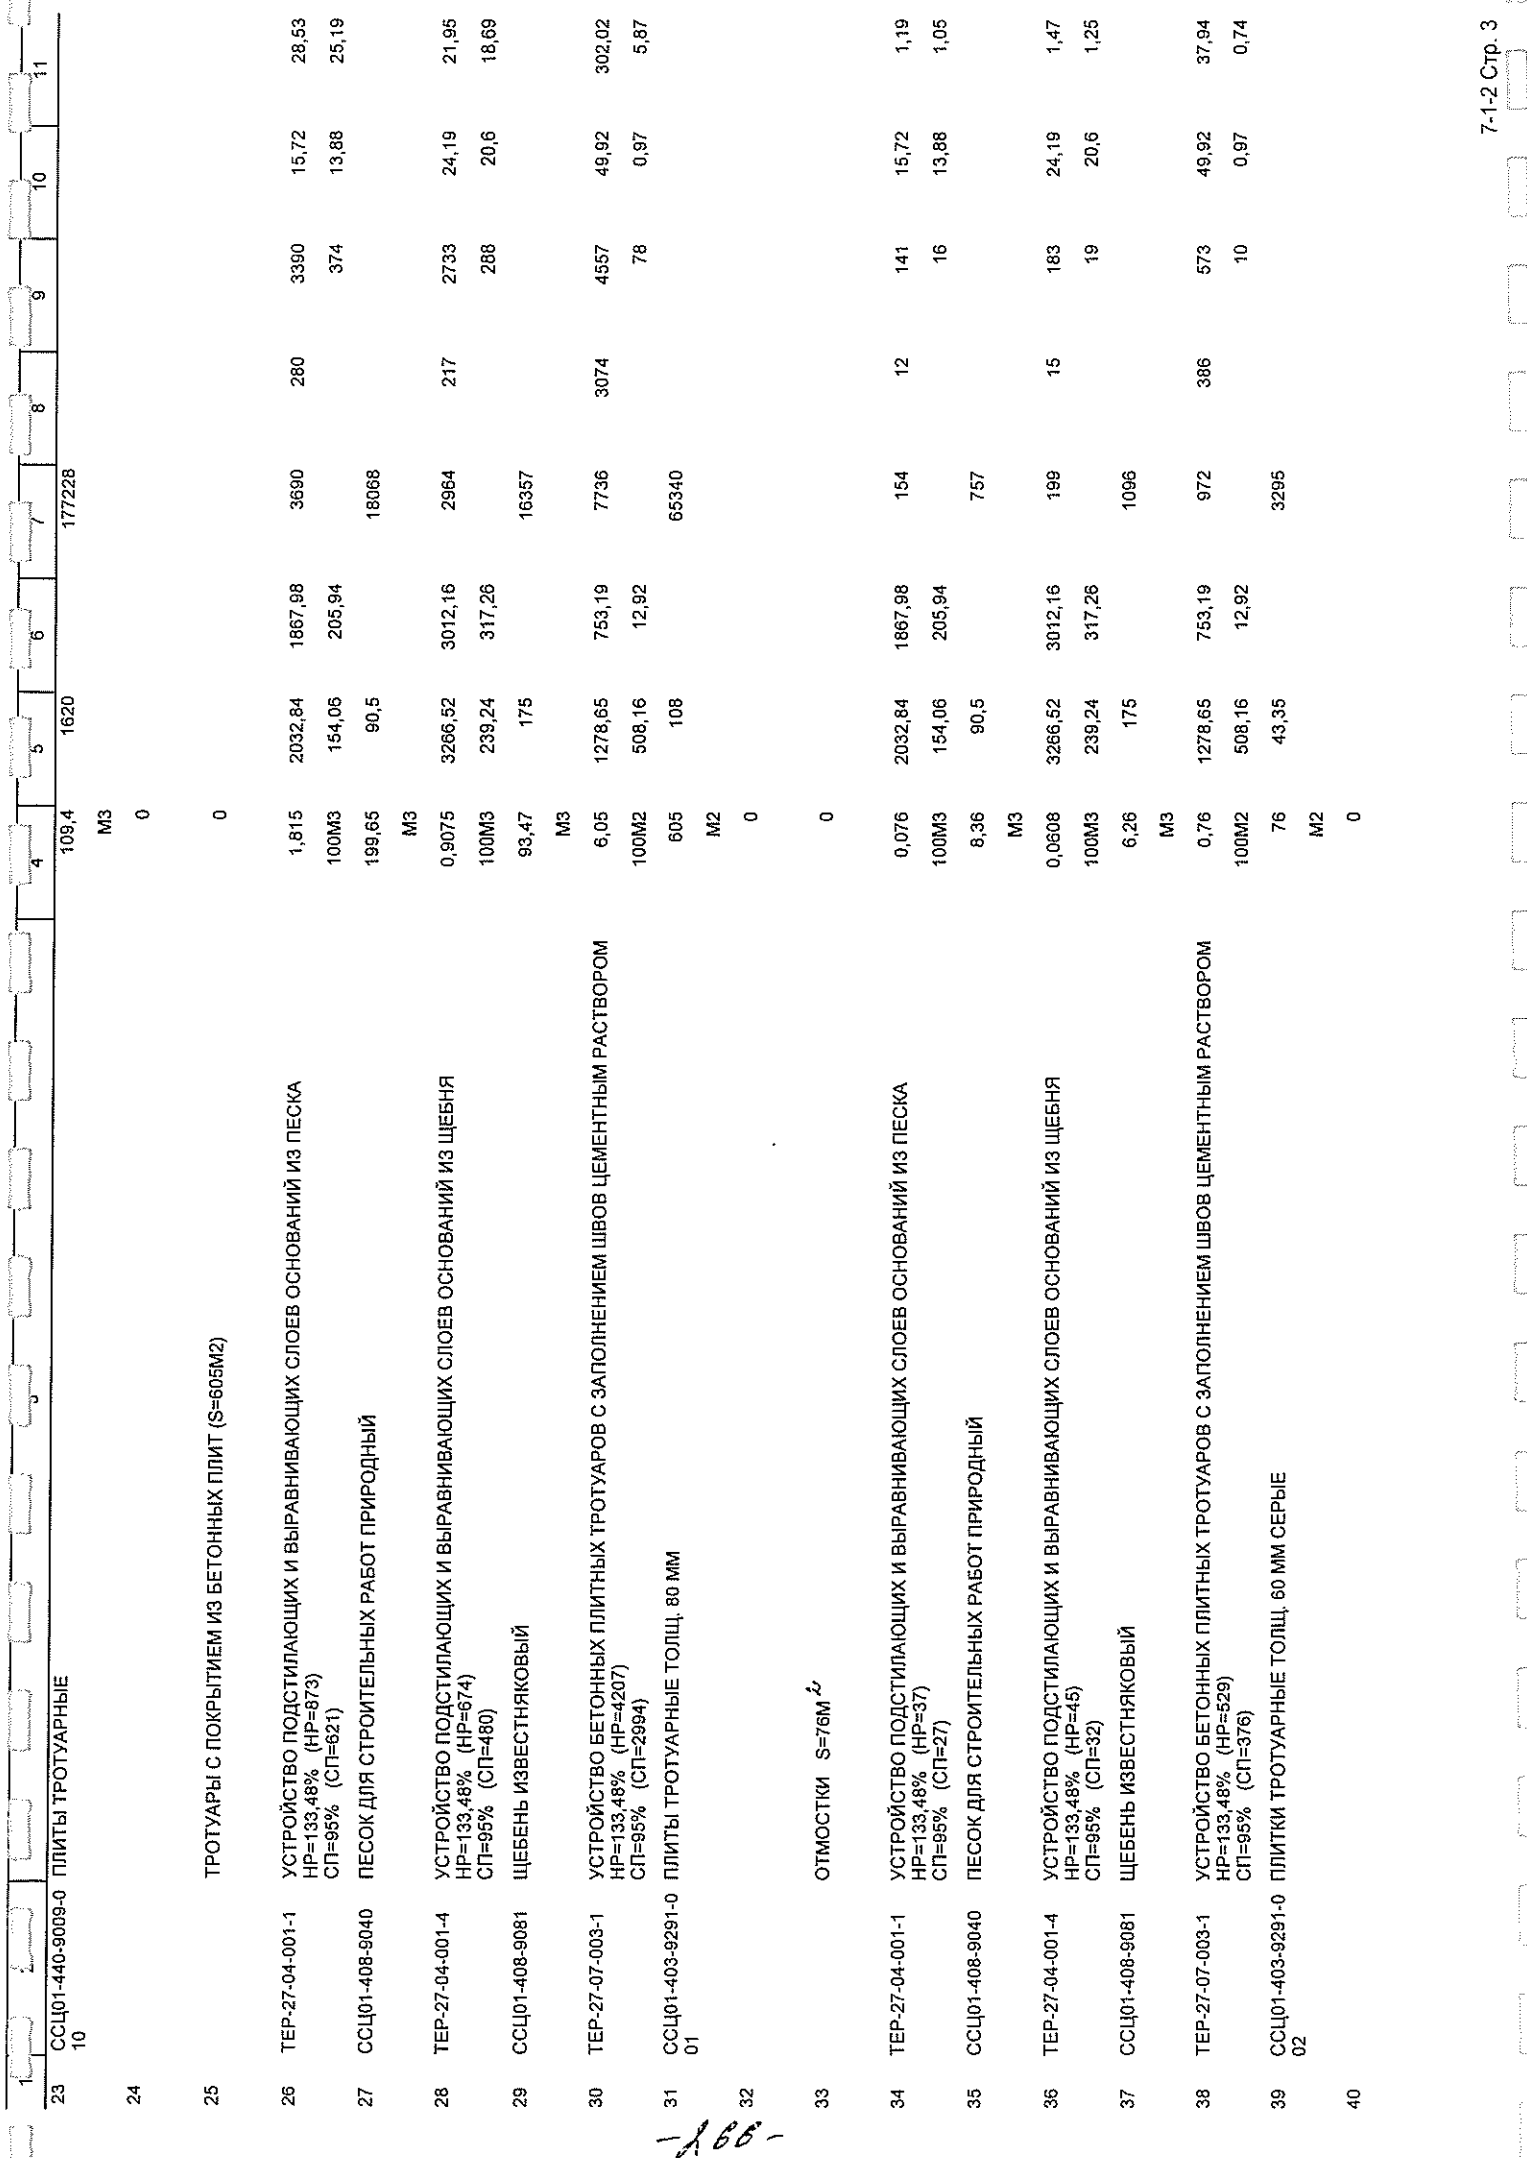 1 2 3 4 5 6 7 8 9 10 11
23 ССЦ01-440-9009-0 ПЛИТЫ ТРОТУАРНЫЕ 109,4 1620 177228
10
М3
24 0
25 ТРОТУАРЫ С ПОКРЫТИЕМ ИЗ БЕТОННЫХ ПЛИТ (S=605М2) 0
26 ТЕР-27-04-001-1 УСТРОЙСТВО ПОДСТИЛАЮЩИХ И ВЫРАВНИВАЮЩИХ СЛОЕВ ОСНОВАНИЙ ИЗ ПЕСКА 1,815 2032,84 1867,98 3690 280 3390 15,72 28,53
НР=133,48% (НР=873)
СП=95% (СП=621) 100М3 154,06 205,94 374 13,88 25,19
27 ССЦ01-408-9040 ПЕСОК ДЛЯ СТРОИТЕЛЬНЫХ РАБОТ ПРИРОДНЫЙ 199,65 90,5 18068
М3
28 ТЕР-27-04-001-4 УСТРОЙСТВО ПОДСТИЛАЮЩИХ И ВЫРАВНИВАЮЩИХ СЛОЕВ ОСНОВАНИЙ ИЗ ЩЕБНЯ 0,9075 3266,52 3012,16 2964 217 2733 24,19 21,95
НР=133,48% (НР=674)
СП=95% (СП=480) 100М3 239,24 317,26 288 20,6 18,69
29 ССЦ01-408-9081 ЩЕБЕНЬ ИЗВЕСТНЯКОВЫЙ 93,47 175 16357
М3
30 ТЕР-27-07-003-1 УСТРОЙСТВО БЕТОННЫХ ПЛИТНЫХ ТРОТУАРОВ С ЗАПОЛНЕНИЕМ ШВОВ ЦЕМЕНТНЫМ РАСТВОРОМ 6,05 1278,65 753,19 7736 3074 4557 49,92 302,02
НР=133,48% (НР=4207)
СП=95% (СП=2994) 100М2 508,16 12,92 78 0,97 5,87
31 ССЦ01-403-9291-0 ПЛИТЫ ТРОТУАРНЫЕ ТОЛЩ. 80 ММ 605 108 65340
01
М2
32 0
33 ОТМОСТКИ S=76М2 0
34 ТЕР-27-04-001-1 УСТРОЙСТВО ПОДСТИЛАЮЩИХ И ВЫРАВНИВАЮЩИХ СЛОЕВ ОСНОВАНИЙ ИЗ ПЕСКА 0,076 2032,84 1867,98 154 12 141 15,72 1,19
НР=133,48% (НР=37)
СП=95% (СП=27) 100М3 154,06 205,94 16 13,88 1,05
35 ССЦ01-408-9040 ПЕСОК ДЛЯ СТРОИТЕЛЬНЫХ РАБОТ ПРИРОДНЫЙ 8,36 90,5 757
М3
36 ТЕР-27-04-001-4 УСТРОЙСТВО ПОДСТИЛАЮЩИХ И ВЫРАВНИВАЮЩИХ СЛОЕВ ОСНОВАНИЙ ИЗ ЩЕБНЯ 0,0608 3266,52 3012,16 199 15 183 24,19 1,47
НР=133,48% (НР=45)
СП=95% (СП=32) 100М3 239,24 317,26 19 20,6 1,25
37 ССЦ01-408-9081 ЩЕБЕНЬ ИЗВЕСТНЯКОВЫЙ 6,26 175 1096
М3
38 ТЕР-27-07-003-1 УСТРОЙСТВО БЕТОННЫХ ПЛИТНЫХ ТРОТУАРОВ С ЗАПОЛНЕНИЕМ ШВОВ ЦЕМЕНТНЫМ РАСТВОРОМ 0,76 1278,65 753,19 972 386 573 49,92 37,94
НР=133,48% (НР=529)
СП=95% (СП=376) 100М2 508,16 12,92 10 0,97 0,74
39 ССЦ01-403-9291-0 ПЛИТКИ ТРОТУАРНЫЕ ТОЛЩ. 60 ММ СЕРЫЕ 76 43,35 3295
02
М2
40 0
7-1-2 Стр. 3